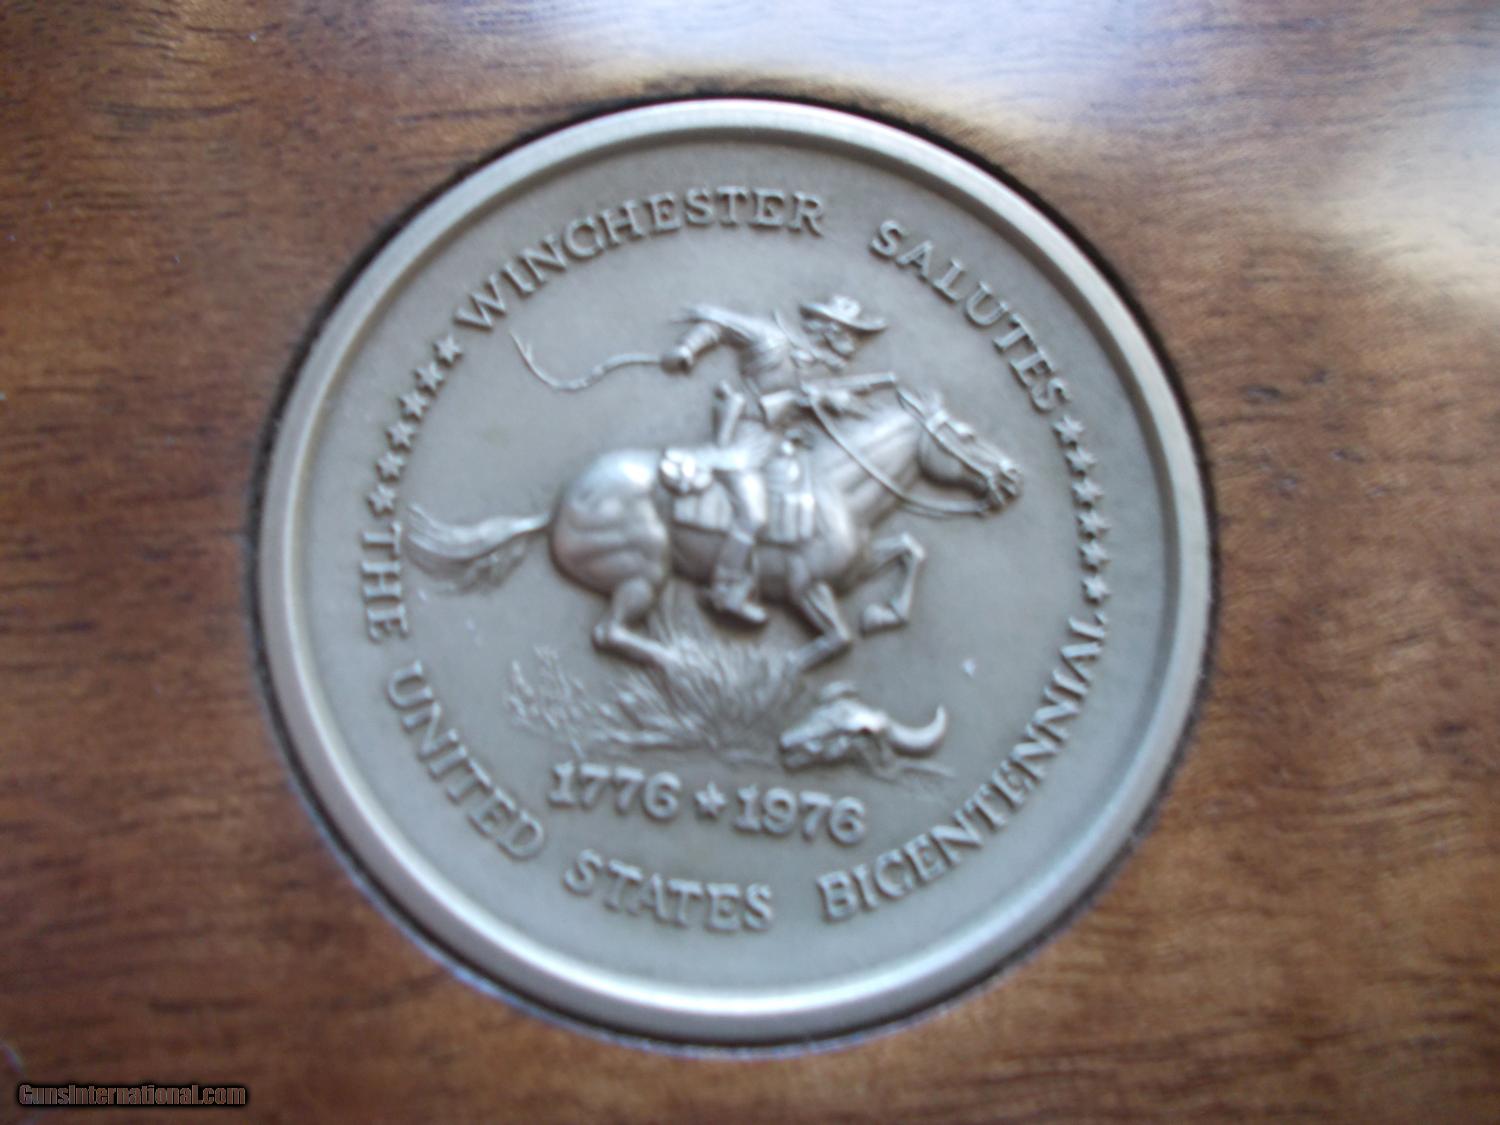 WINCHESTER SALUTES
THE UNITED STATES BICENTENNIAL
1776 ★ 1976
GunsInternational.com